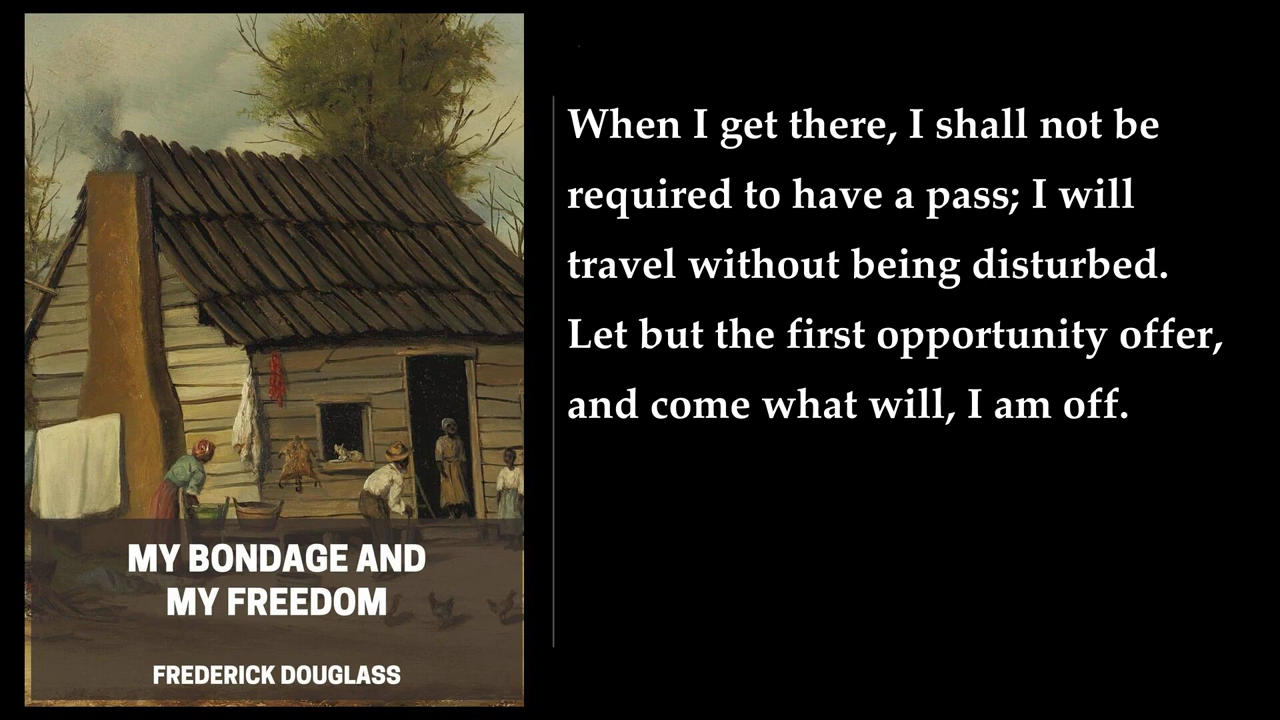 When I get there, I shall not be
required to have a pass; I will
travel without being disturbed.
Let but the first opportunity offer,
and come what will, I am off.
MY BONDAGE AND
MY FREEDOM
FREDERICK DOUGLASS